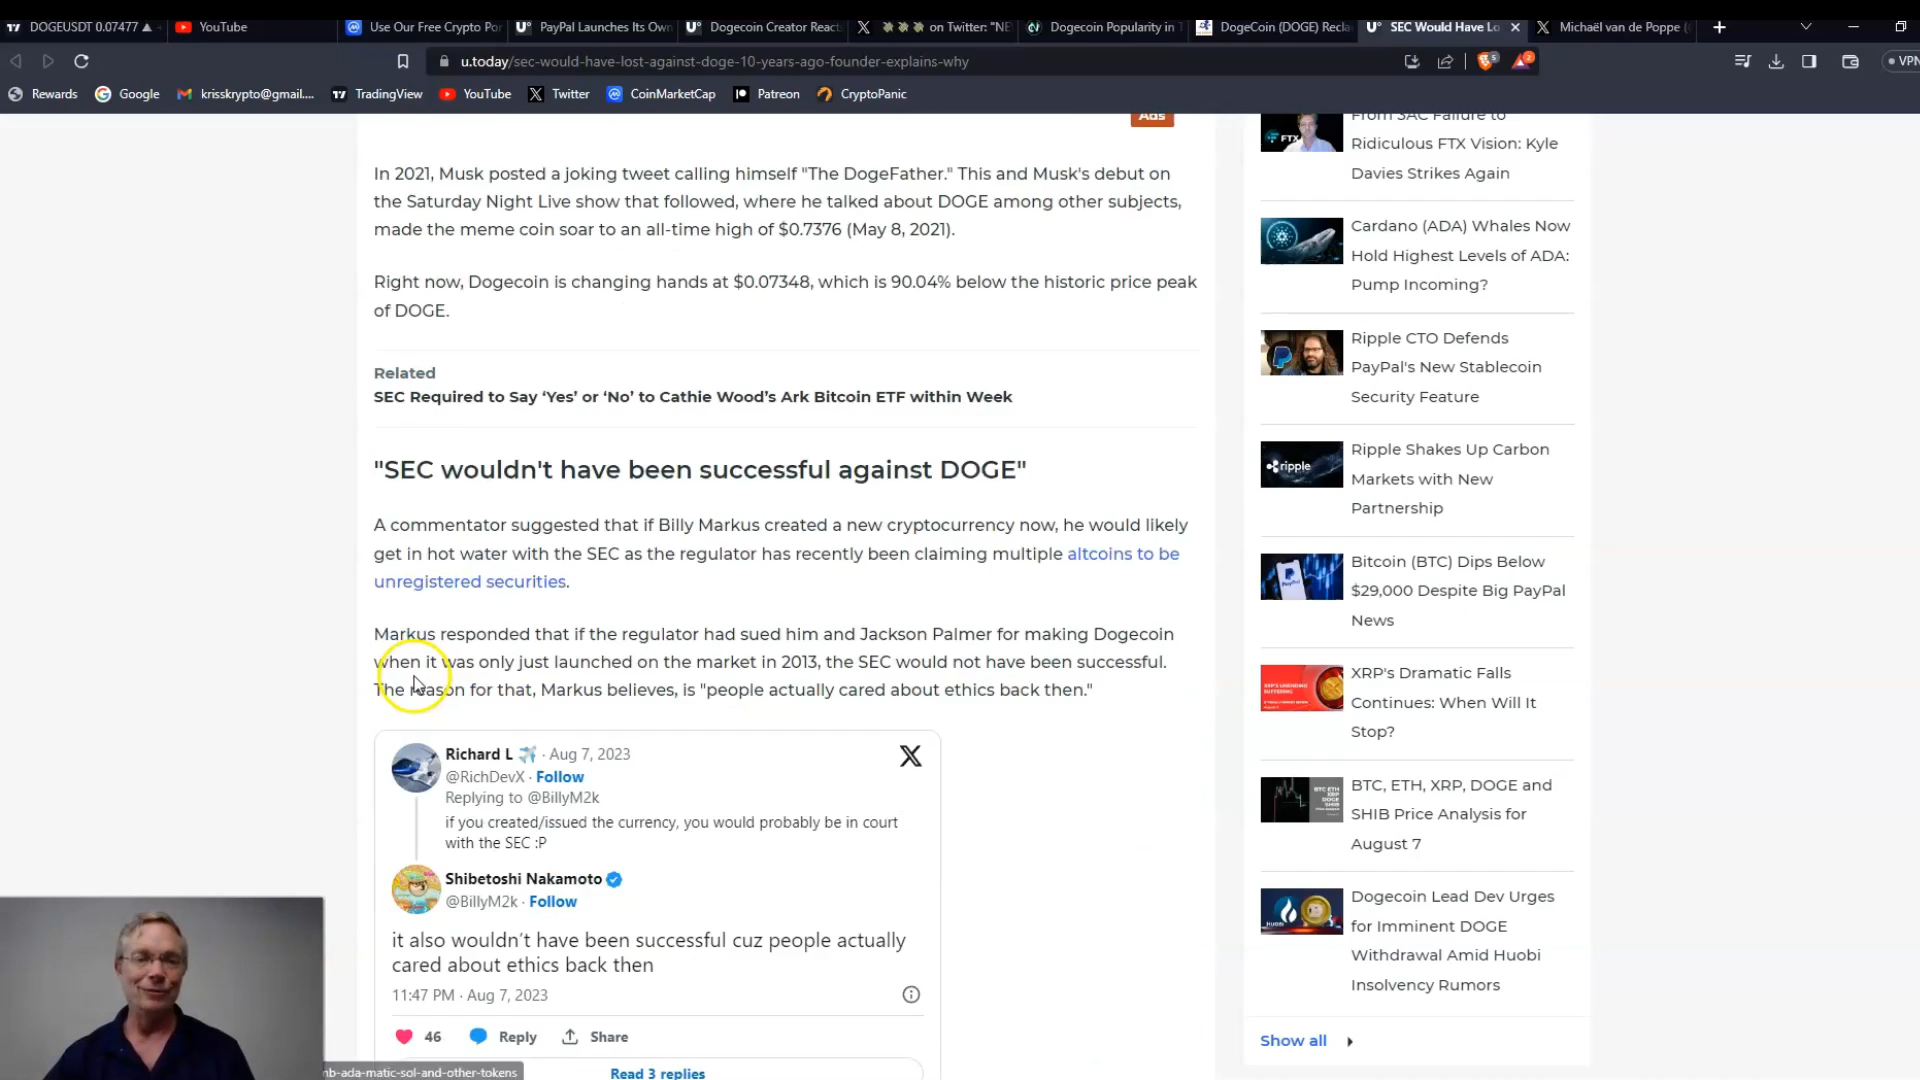 DOGEUSDT 0.07477 ▲
YouTube
Use Our Free Crypto Por
PayPal Launches Its Own
Dogecoin Creator React
on Twitter: "NE
Dogecoin Popularity in T
DogeCoin (DOGE) Recla
SEC Would Have Lo
Michaël van de Poppe (
u.today/sec-would-have-lost-against-doge-10-years-ago-founder-explains-why
VPN
Rewards
Google
krisskrypto@gmail....
TradingView
YouTube
Twitter
CoinMarketCap
Patreon
CryptoPanic
Ads
In 2021, Musk posted a joking tweet calling himself "The DogeFather." This and Musk's debut on
the Saturday Night Live show that followed, where he talked about DOGE among other subjects,
made the meme coin soar to an all-time high of $0.7376 (May 8, 2021).
Right now, Dogecoin is changing hands at $0.07348, which is 90.04% below the historic price peak
of DOGE.
Related
SEC Required to Say ‘Yes’ or ‘No’ to Cathie Wood’s Ark Bitcoin ETF within Week
"SEC wouldn't have been successful against DOGE"
A commentator suggested that if Billy Markus created a new cryptocurrency now, he would likely
get in hot water with the SEC as the regulator has recently been claiming multiple altcoins to be
unregistered securities.
Markus responded that if the regulator had sued him and Jackson Palmer for making Dogecoin
when it was only just launched on the market in 2013, the SEC would not have been successful.
The reason for that, Markus believes, is "people actually cared about ethics back then."
Richard L · Aug 7, 2023
@RichDevX · Follow
Replying to @BillyM2k
if you created/issued the currency, you would probably be in court
with the SEC :P
Shibetoshi Nakamoto
@BillyM2k · Follow
it also wouldn’t have been successful cuz people actually
cared about ethics back then
11:47 PM · Aug 7, 2023
46 Reply Share
Read 3 replies
nb-ada-matic-sol-and-other-tokens
From 3AC Failure to
Ridiculous FTX Vision: Kyle
Davies Strikes Again
FTX
Cardano (ADA) Whales Now
Hold Highest Levels of ADA:
Pump Incoming?
Ripple CTO Defends
PayPal's New Stablecoin
Security Feature
ripple
Ripple Shakes Up Carbon
Markets with New
Partnership
PayPal
Bitcoin (BTC) Dips Below
$29,000 Despite Big PayPal
News
XRP's Dramatic Falls
Continues: When Will It
Stop?
BTC, ETH, XRP, DOGE and
SHIB Price Analysis for
August 7
HUOBI
Dogecoin Lead Dev Urges
for Imminent DOGE
Withdrawal Amid Huobi
Insolvency Rumors
Show all